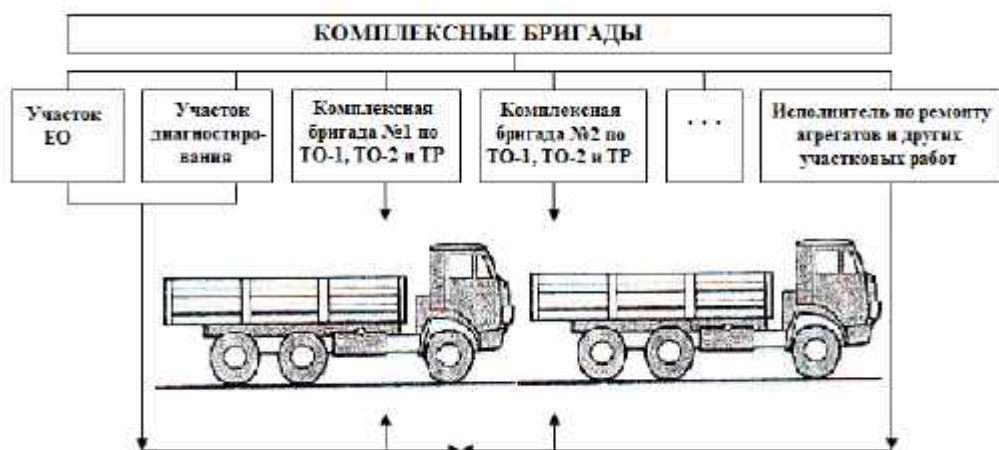 КОМПЛЕКСНЫЕ БРИГАДЫ
Участок
ЕО
Участок
диагностиро-
вания
Комплексная
бригада №1 по
ТО-1, ТО-2 и ТР
Комплексная
бригада №2 по
ТО-1, ТО-2 и ТР
. . .
Исполнитель по ремонту
агрегатов и других
участковых работ